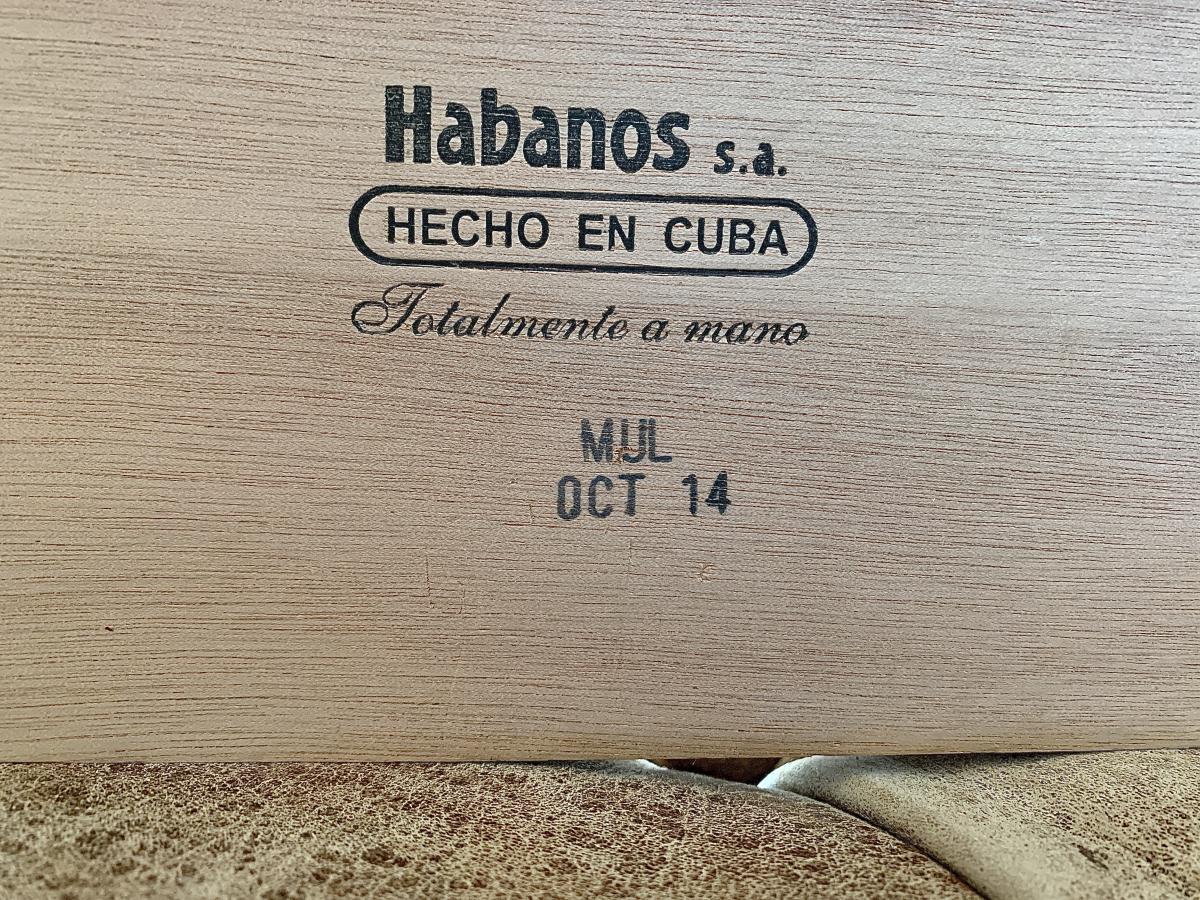 Habanos s.a.
HECHO EN CUBA
Totalmente a mano
MUL
OCT 14